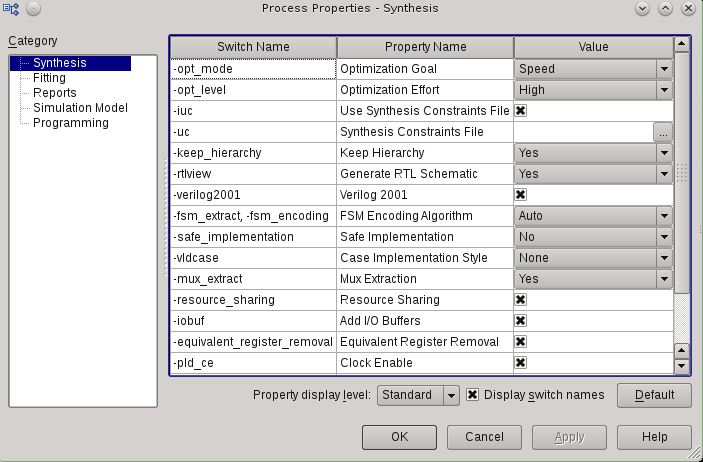 Process Properties - Synthesis
Category
Synthesis
Fitting
Reports
Simulation Model
Programming
Switch Name Property Name Value
-opt_mode Optimization Goal Speed
-opt_level Optimization Effort High
-iuc Use Synthesis Constraints File
-uc Synthesis Constraints File ...
-keep_hierarchy Keep Hierarchy Yes
-rtlview Generate RTL Schematic Yes
-verilog2001 Verilog 2001
-fsm_extract, -fsm_encoding FSM Encoding Algorithm Auto
-safe_implementation Safe Implementation No
-vldcase Case Implementation Style None
-mux_extract Mux Extraction Yes
-resource_sharing Resource Sharing
-iobuf Add I/O Buffers
-equivalent_register_removal Equivalent Register Removal
-pld_ce Clock Enable
Property display level: Standard Display switch names Default
OK Cancel Apply Help